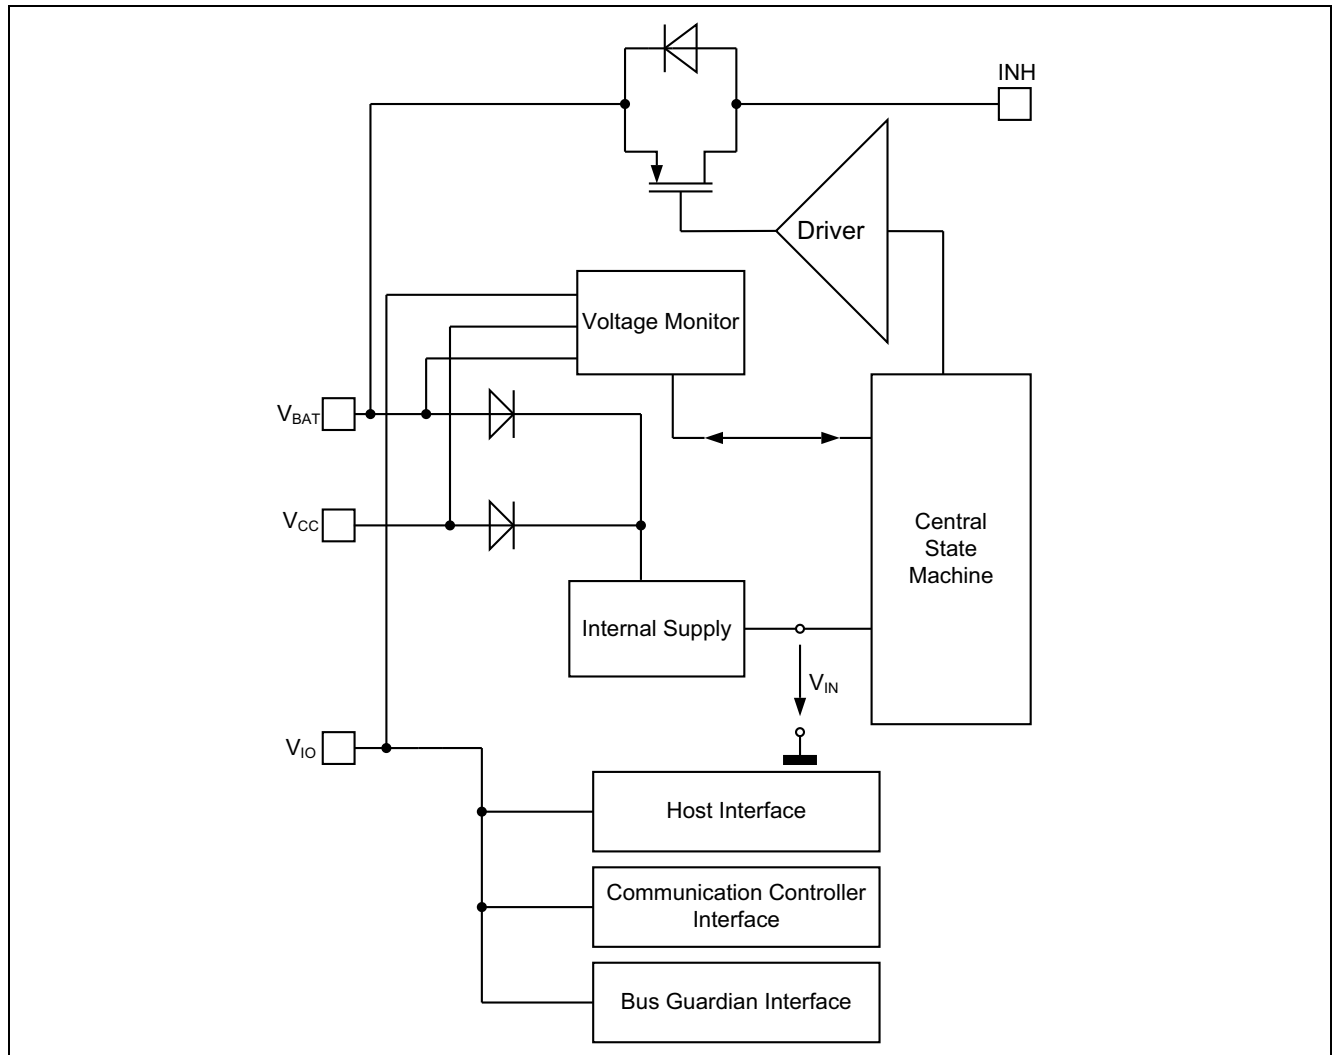 INH
Driver
Voltage Monitor
VBAT
VCC
Central
State
Machine
Internal Supply
VIN
VIO
Host Interface
Communication Controller
Interface
Bus Guardian Interface